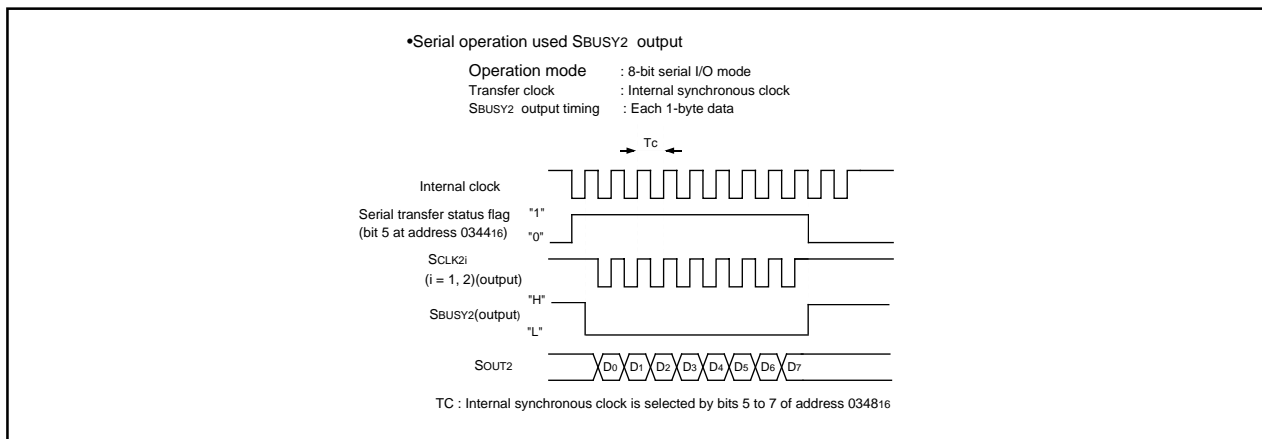 •Serial operation used SBUSY2 output
Operation mode : 8-bit serial I/O mode
Transfer clock : Internal synchronous clock
SBUSY2 output timing : Each 1-byte data
Tc
Internal clock
Serial transfer status flag "1"
(bit 5 at address 034416) "0"
SCLK2i
(i = 1, 2)(output)
"H"
SBUSY2(output)
"L"
SOUT2 D0 D1 D2 D3 D4 D5 D6 D7
TC : Internal synchronous clock is selected by bits 5 to 7 of address 034816